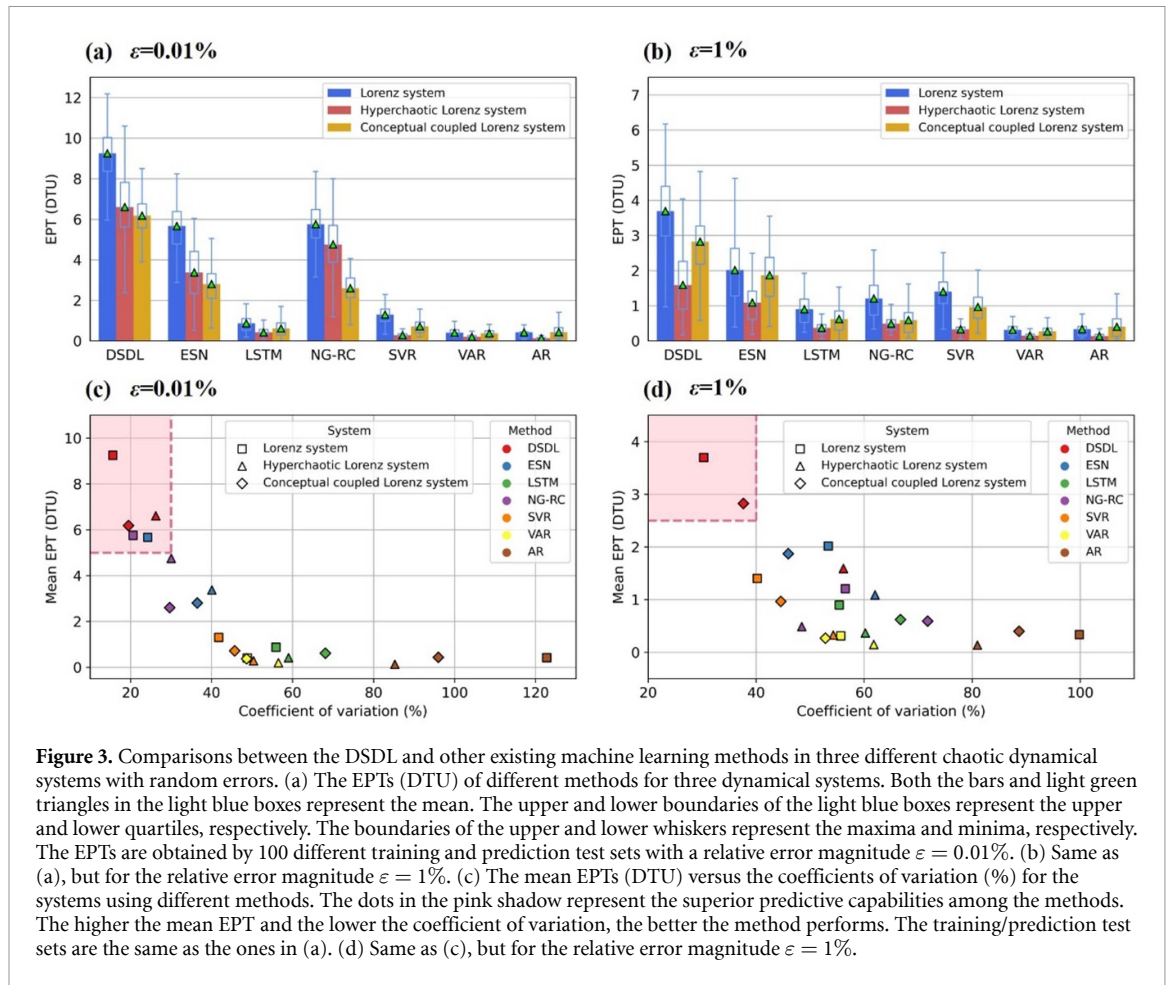 (a) ε=0.01%
12
10
8
6
4
2
0
EPT (DTU)
Lorenz system
Hyperchaotic Lorenz system
Conceptual coupled Lorenz system
DSDL ESN LSTM NG-RC SVR VAR AR
(b) ε=1%
7
6
5
4
3
2
1
0
EPT (DTU)
Lorenz system
Hyperchaotic Lorenz system
Conceptual coupled Lorenz system
DSDL ESN LSTM NG-RC SVR VAR AR
(c) ε=0.01%
10
8
6
4
2
0
Mean EPT (DTU)
System
Lorenz system
Hyperchaotic Lorenz system
Conceptual coupled Lorenz system
Method
DSDL
ESN
LSTM
NG-RC
SVR
VAR
AR
20 40 60 80 100 120
Coefficient of variation (%)
(d) ε=1%
4
3
2
1
0
Mean EPT (DTU)
System
Lorenz system
Hyperchaotic Lorenz system
Conceptual coupled Lorenz system
Method
DSDL
ESN
LSTM
NG-RC
SVR
VAR
AR
20 40 60 80 100
Coefficient of variation (%)
Figure 3. Comparisons between the DSDL and other existing machine learning methods in three different chaotic dynamical
systems with random errors. (a) The EPTs (DTU) of different methods for three dynamical systems. Both the bars and light green
triangles in the light blue boxes represent the mean. The upper and lower boundaries of the light blue boxes represent the upper
and lower quartiles, respectively. The boundaries of the upper and lower whiskers represent the maxima and minima, respectively.
The EPTs are obtained by 100 different training and prediction test sets with a relative error magnitude ε = 0.01%. (b) Same as
(a), but for the relative error magnitude ε = 1%. (c) The mean EPTs (DTU) versus the coefficients of variation (%) for the
systems using different methods. The dots in the pink shadow represent the superior predictive capabilities among the methods.
The higher the mean EPT and the lower the coefficient of variation, the better the method performs. The training/prediction test
sets are the same as the ones in (a). (d) Same as (c), but for the relative error magnitude ε = 1%.